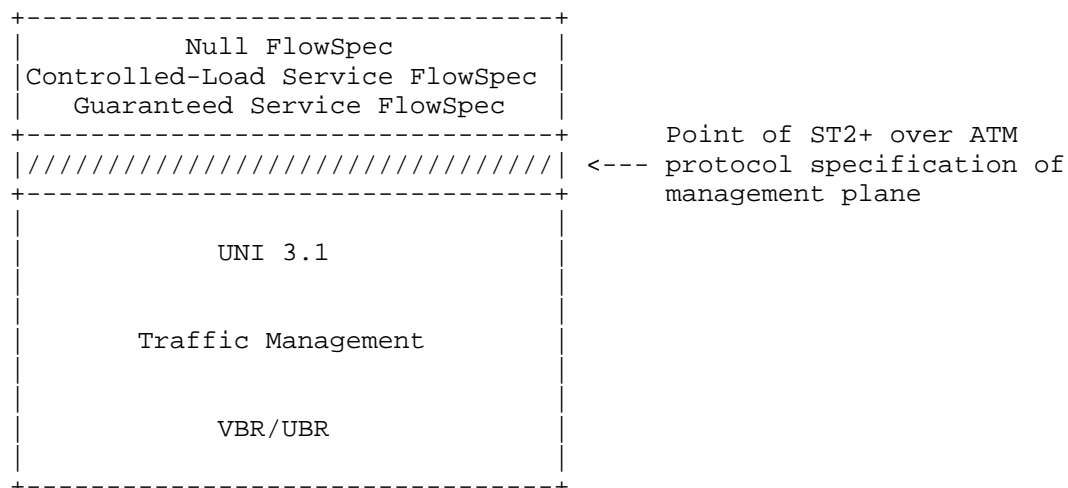 +---------------------------------+
|          Null FlowSpec          |
|Controlled-Load Service FlowSpec |
|   Guaranteed Service FlowSpec   |
+---------------------------------+      Point of ST2+ over ATM
|/////////////////////////////////| <--- protocol specification of
+---------------------------------+      management plane
|                                 |
|            UNI 3.1              |
|                                 |
|                                 |
|       Traffic Management        |
|                                 |
|                                 |
|            VBR/UBR              |
|                                 |
+---------------------------------+